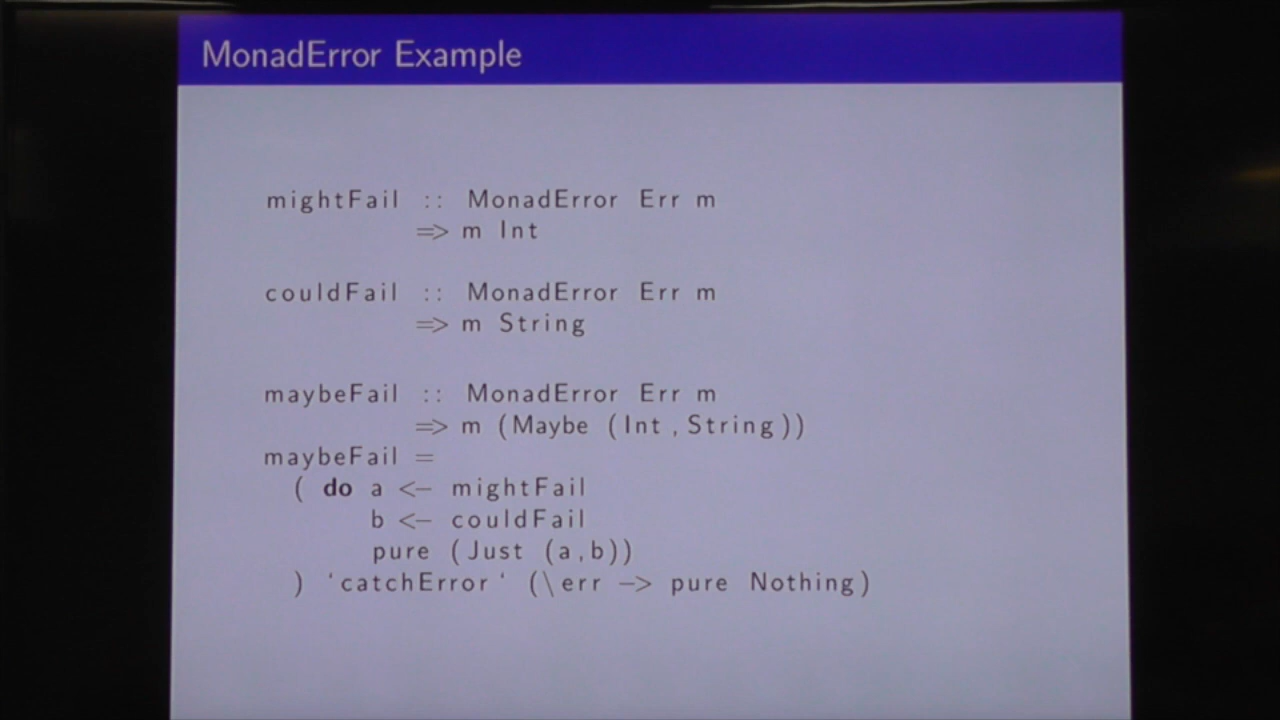 MonadError Example
mightFail :: MonadError Err m
=> m Int
couldFail :: MonadError Err m
=> m String
maybeFail :: MonadError Err m
=> m (Maybe (Int,String))
maybeFail =
( do a <- mightFail
b <- couldFail
pure (Just (a,b))
) 'catchError' (\err -> pure Nothing)